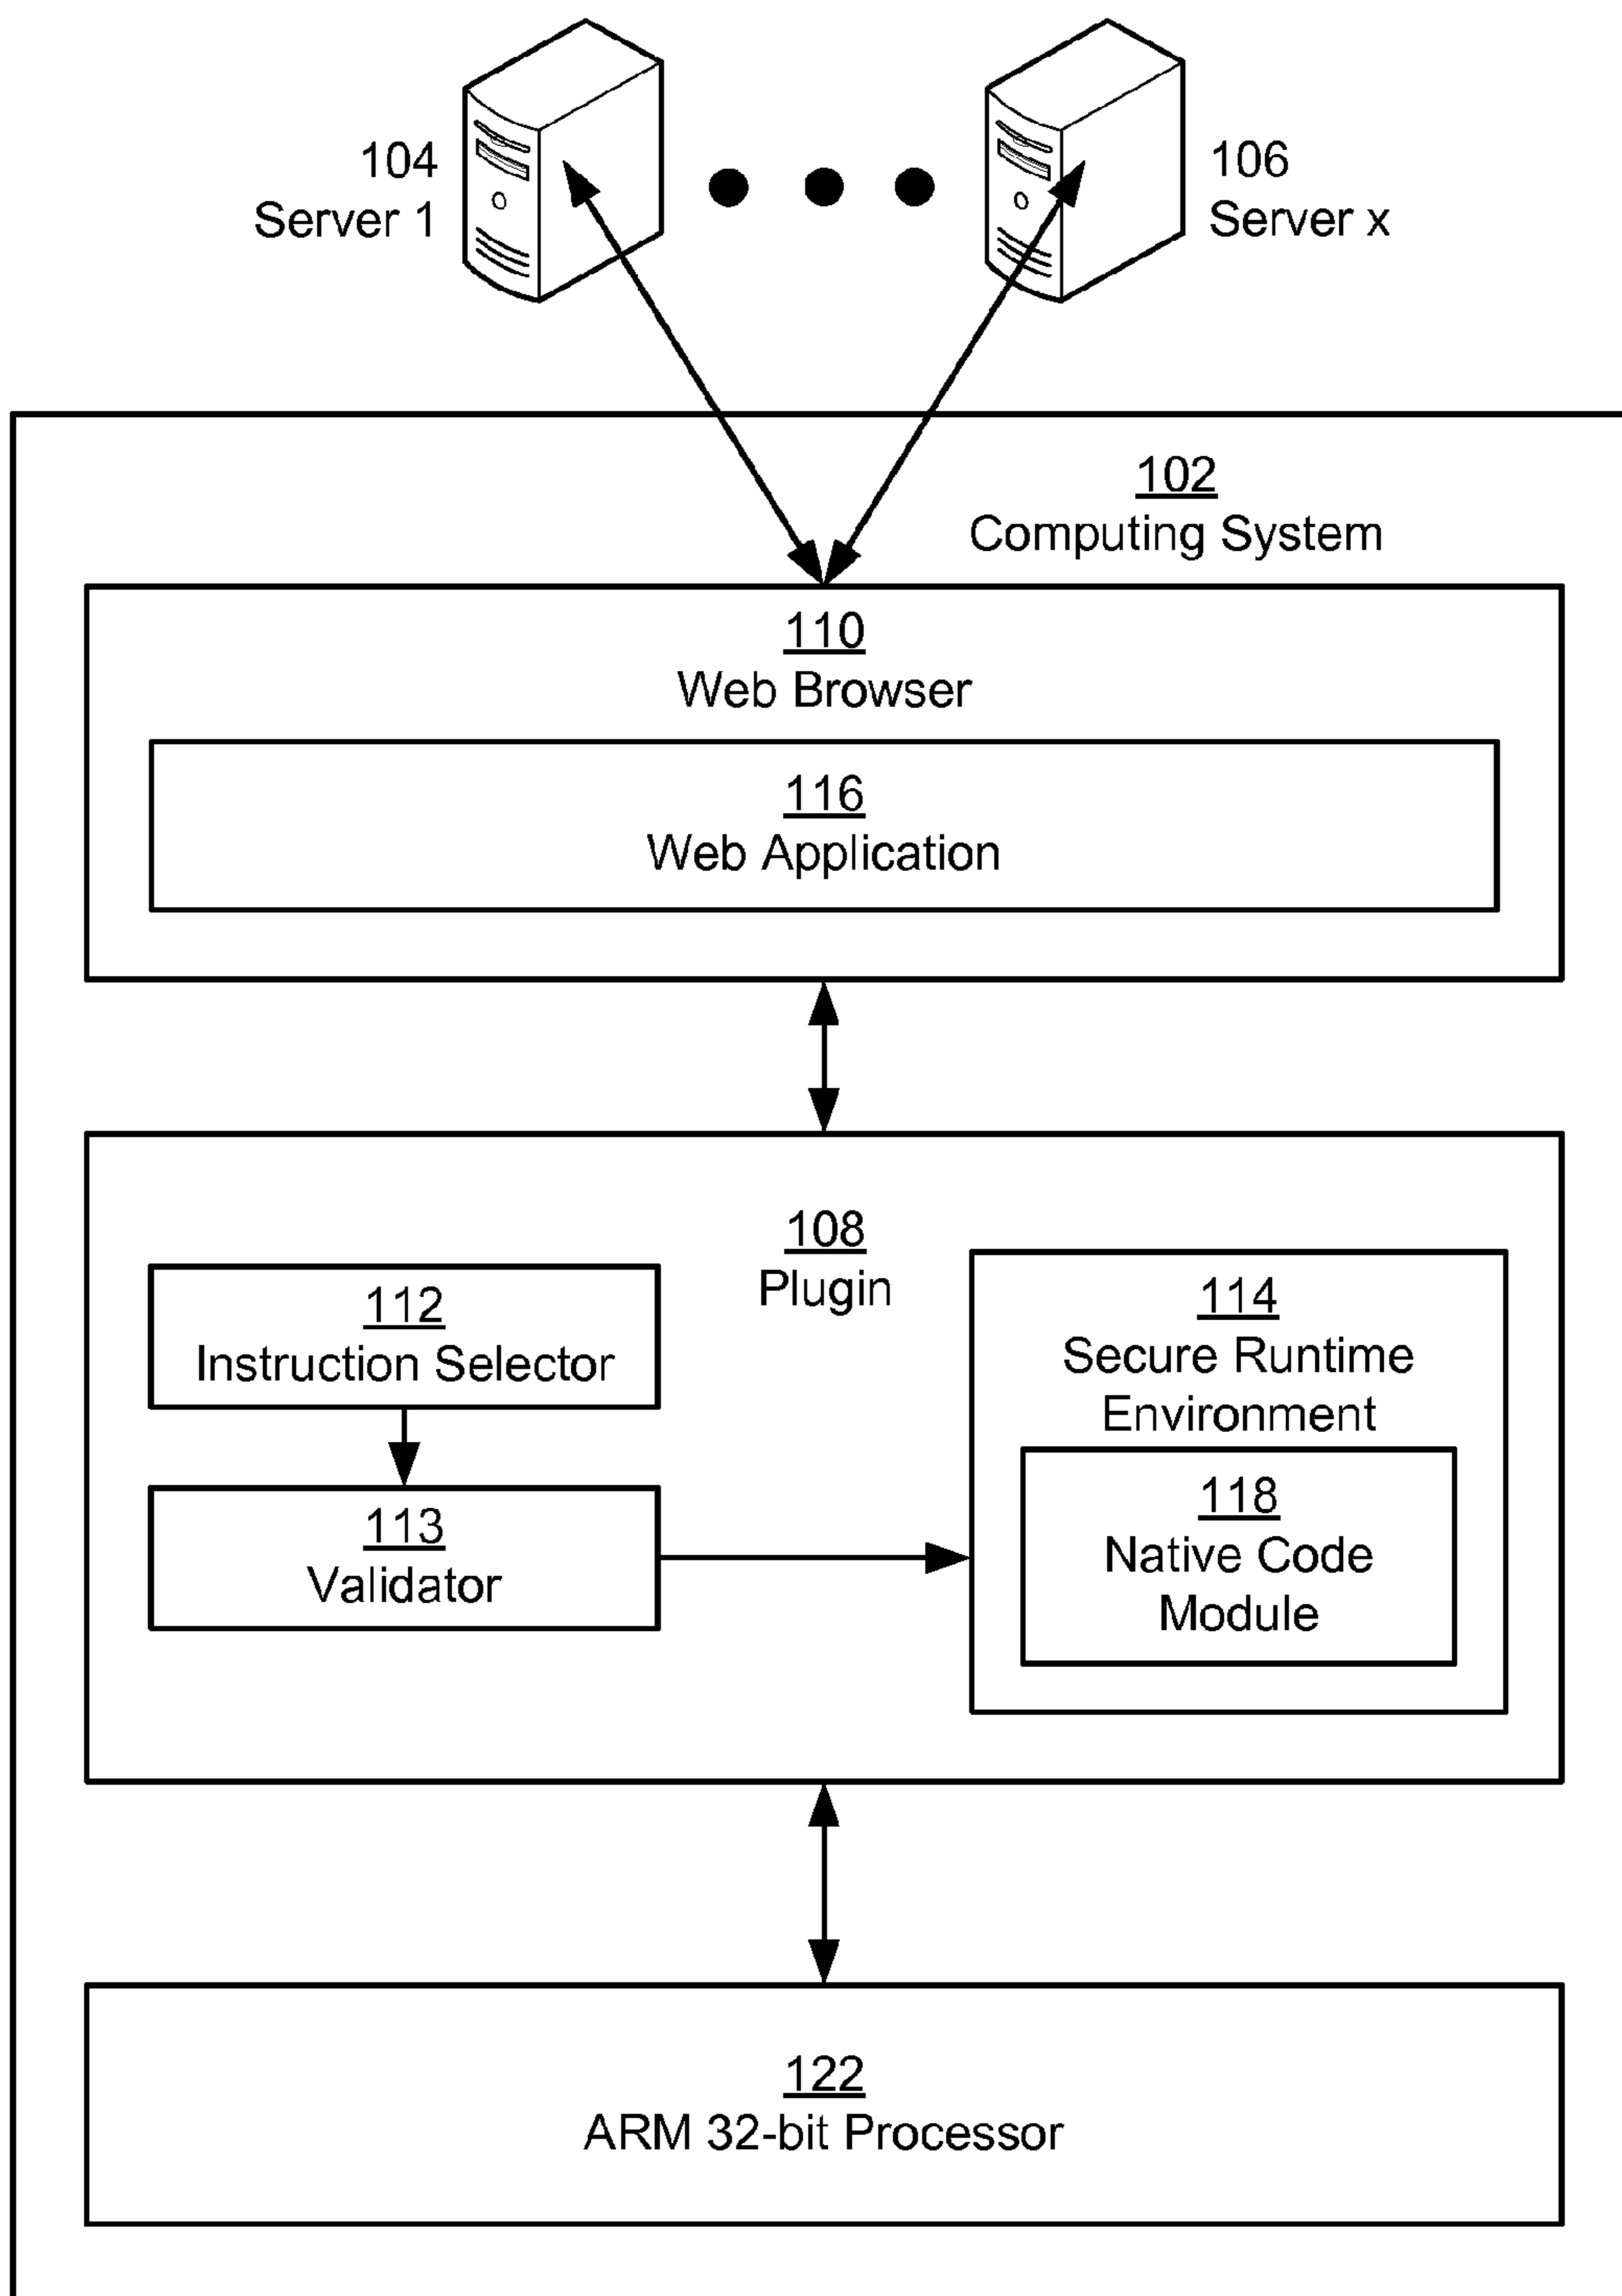 104
Server 1
106
Server x
102
Computing System
110
Web Browser
116
Web Application
108
Plugin
112
Instruction Selector
113
Validator
114
Secure Runtime
Environment
118
Native Code
Module
122
ARM 32-bit Processor